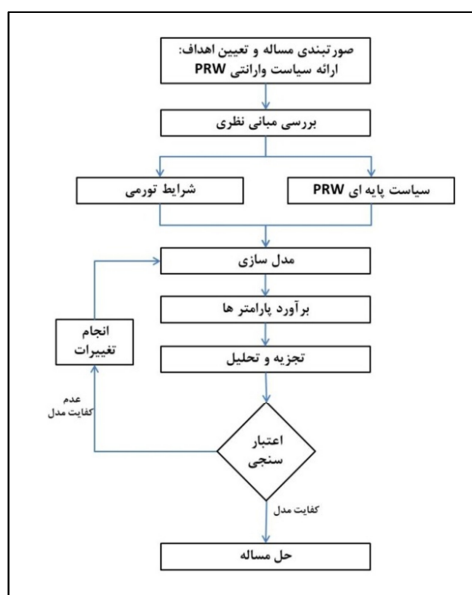 صورتبندی مساله و تعیین اهداف:
ارائه سیاست وارانتی PRW
بررسی مبانی نظری
سیاست پایه ای PRW
شرایط تورمی
مدل سازی
برآورد پارامتر ها
انجام
تغییرات
تجزیه و تحلیل
عدم
کفایت مدل
اعتبار
سنجی
کفایت مدل
حل مساله